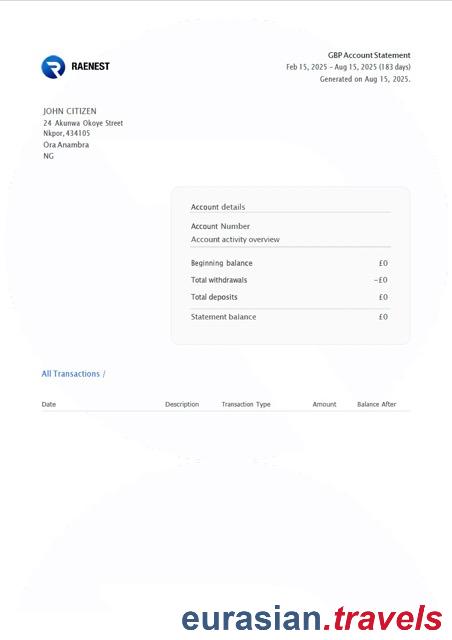 RAENEST
GBP Account Statement
Feb 15, 2025 – Aug 15, 2025 (183 days)
Generated on Aug 15, 2025.
JOHN CITIZEN
24 Akunwa Okoye Street
Nkpor,434105
Ora Anambra
NG
Account details
Account Number
Account activity overview
Beginning balance £0
Total withdrawals –£0
Total deposits £0
Statement balance £0
All Transactions /
Date Description Transaction Type Amount Balance After
eurasian.travels